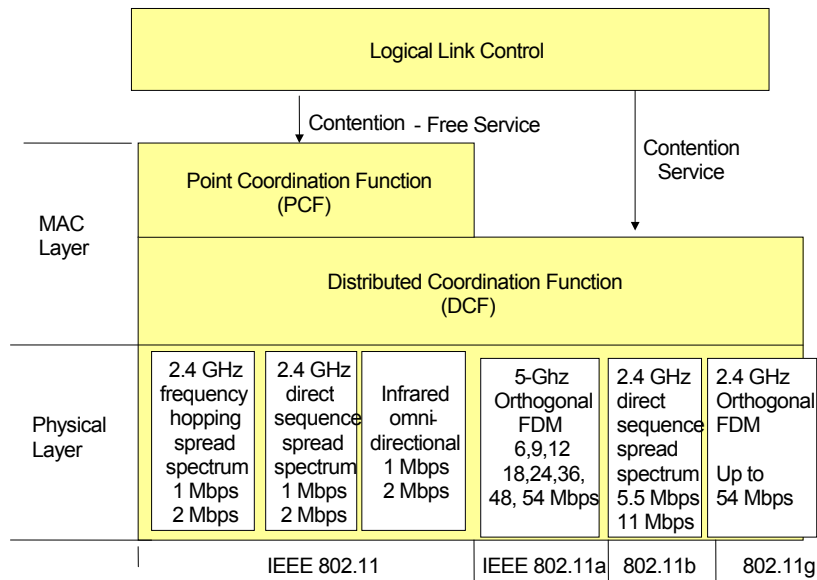 Logical Link Control
Contention - Free Service
Contention
Service
Point Coordination Function
(PCF)
MAC
Layer
Distributed Coordination Function
(DCF)
Physical
Layer
2.4 GHz
frequency
hopping
spread
spectrum
1 Mbps
2 Mbps
2.4 GHz
direct
sequence
spread
spectrum
1 Mbps
2 Mbps
Infrared
omni-
directional
1 Mbps
2 Mbps
5-Ghz
Orthogonal
FDM
6,9,12
18,24,36,
48, 54 Mbps
2.4 GHz
direct
sequence
spread
spectrum
5.5 Mbps
11 Mbps
2.4 GHz
Orthogonal
FDM
Up to
54 Mbps
IEEE 802.11
IEEE 802.11a
802.11b
802.11g